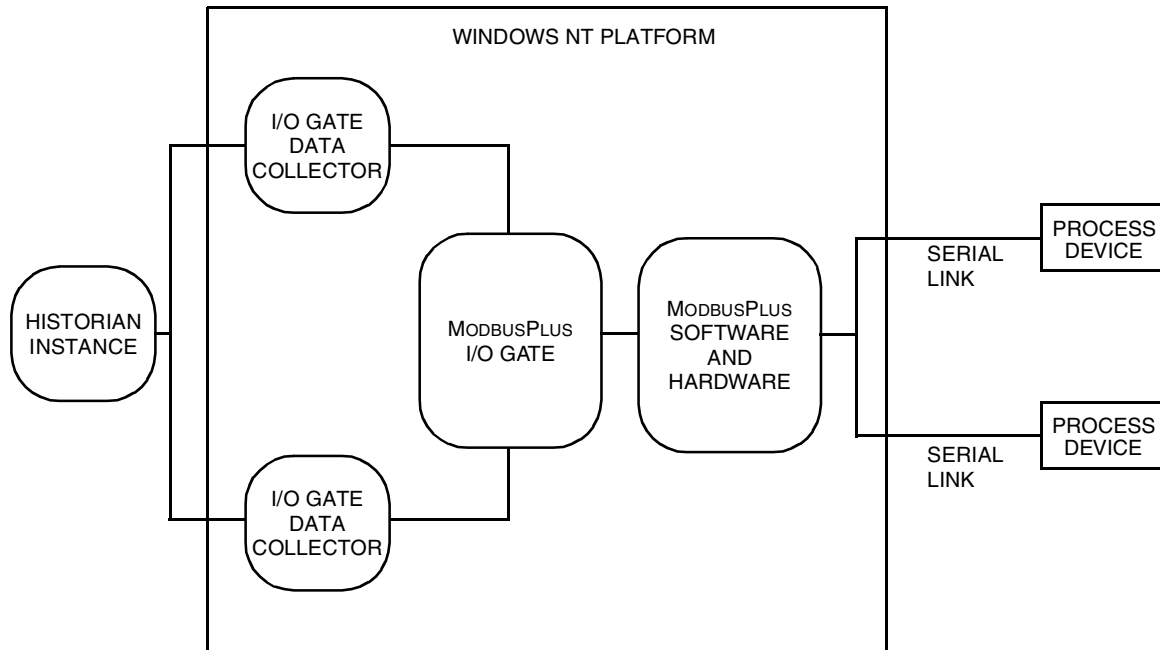 WINDOWS NT PLATFORM
I/O GATE
DATA
COLLECTOR
HISTORIAN
INSTANCE
MODBUSPLUS
I/O GATE
MODBUSPLUS
SOFTWARE
AND
HARDWARE
SERIAL
LINK
PROCESS
DEVICE
I/O GATE
DATA
COLLECTOR
SERIAL
LINK
PROCESS
DEVICE